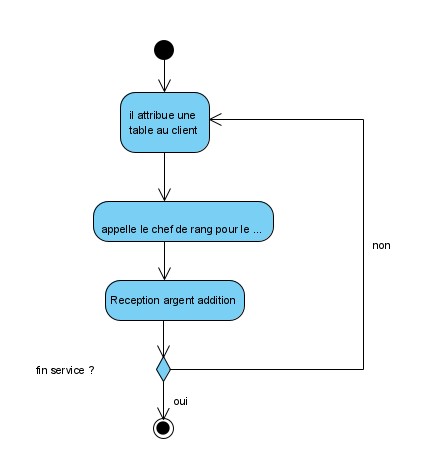 il attribue une
table au client
appelle le chef de rang pour le ...
non
Reception argent addition
fin service ?
oui